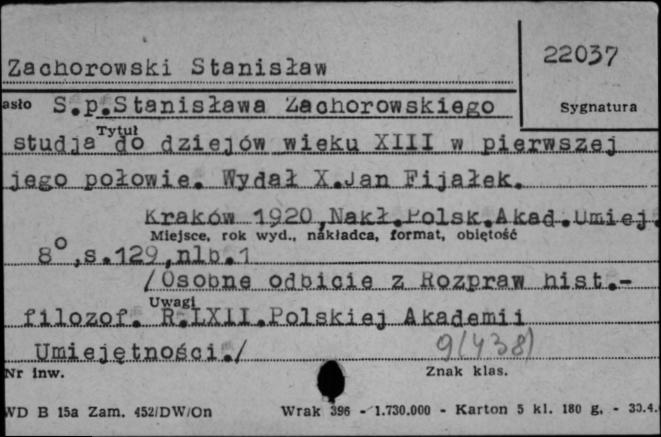 22037
Zachorowski Stanisław
asło S.p.Stanisława Zachorowskiego
Sygnatura
Tytuł
studja do dziejów wieku XIII w pierwszej
jego połowie. Wydał X.Jan Fijałek.
Kraków 1920,Nakł.Polsk.Akad.Umiej.
Miejsce, rok wyd., nakładca, format, objętość
8°,s.129,nlb.1
/Osobne odbicie z Rozpraw hist.-
Uwagi
filozof. R.LXII.Polskiej Akademii
Umiejętności./
9(438)
Nr inw.
Znak klas.
WD B 15a Zam. 452/DW/On Wrak 396 - 1.730.000 - Karton 5 kl. 180 g. - 30.4.